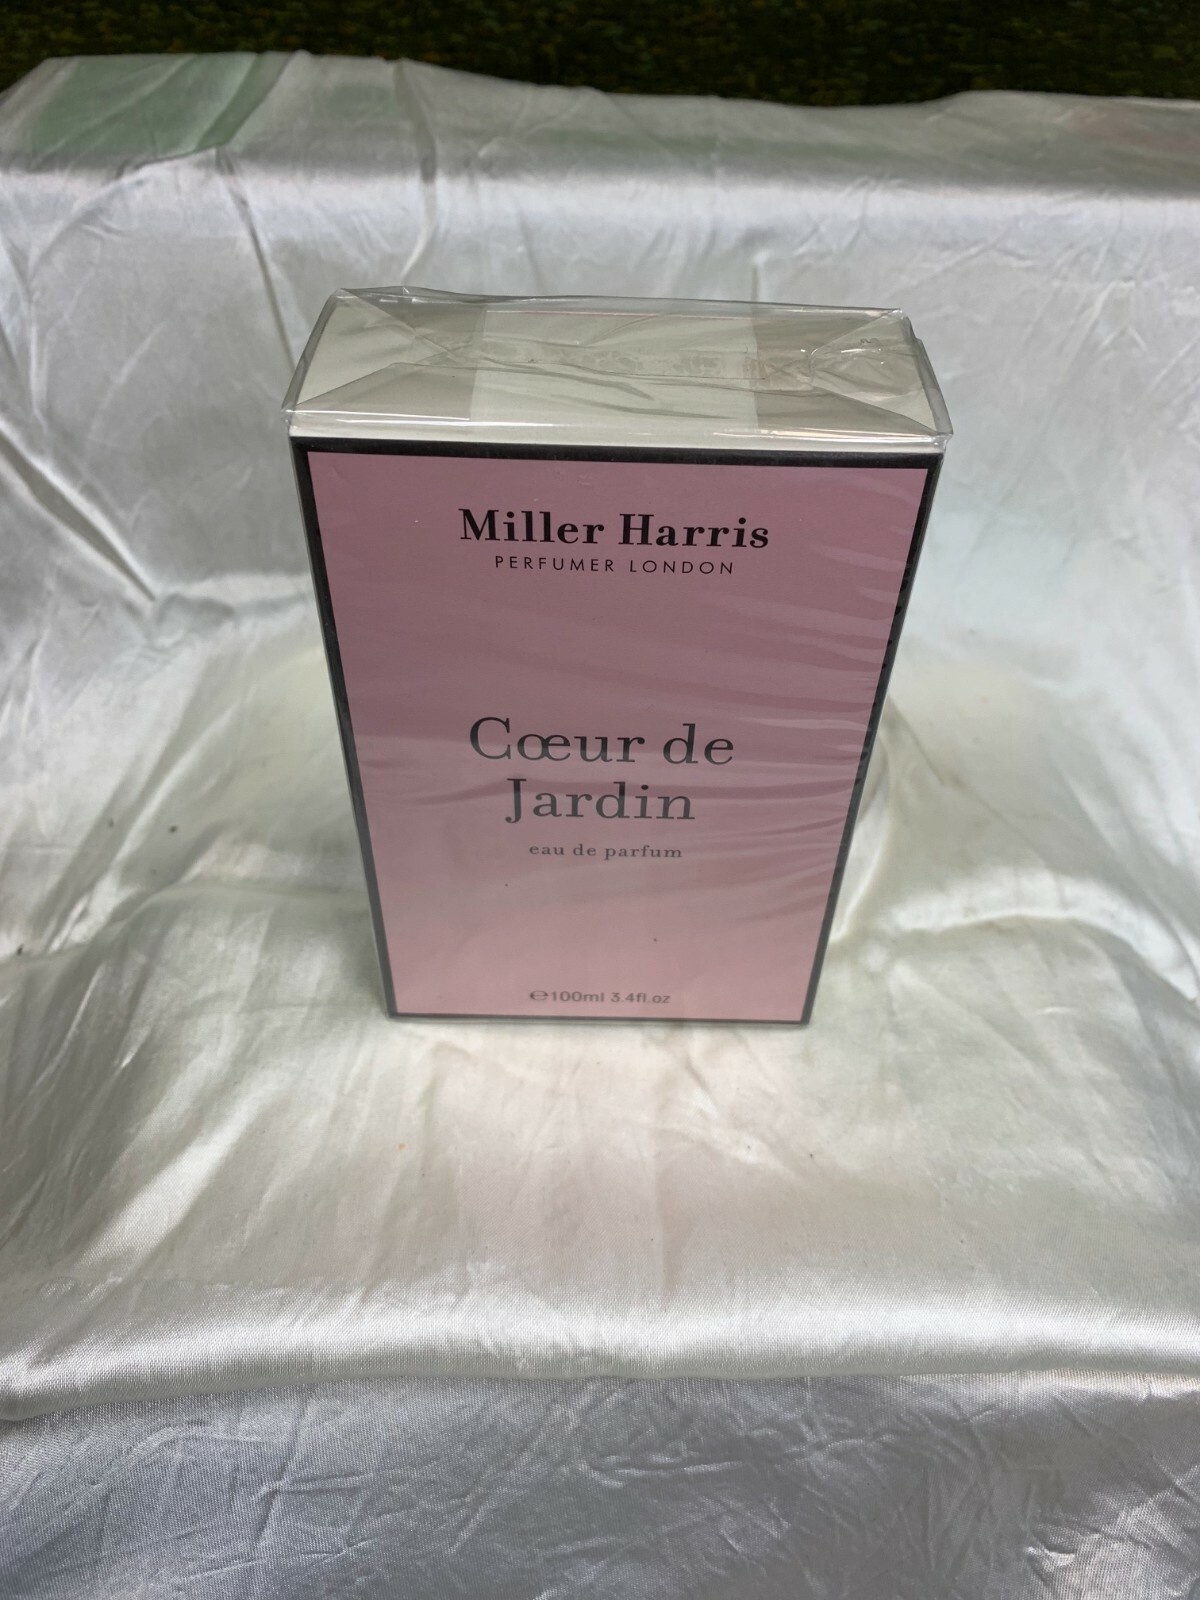 Miller Harris
PERFUMER LONDON
Cœur de
Jardin
eau de parfum
℮100ml 3.4fl.oz